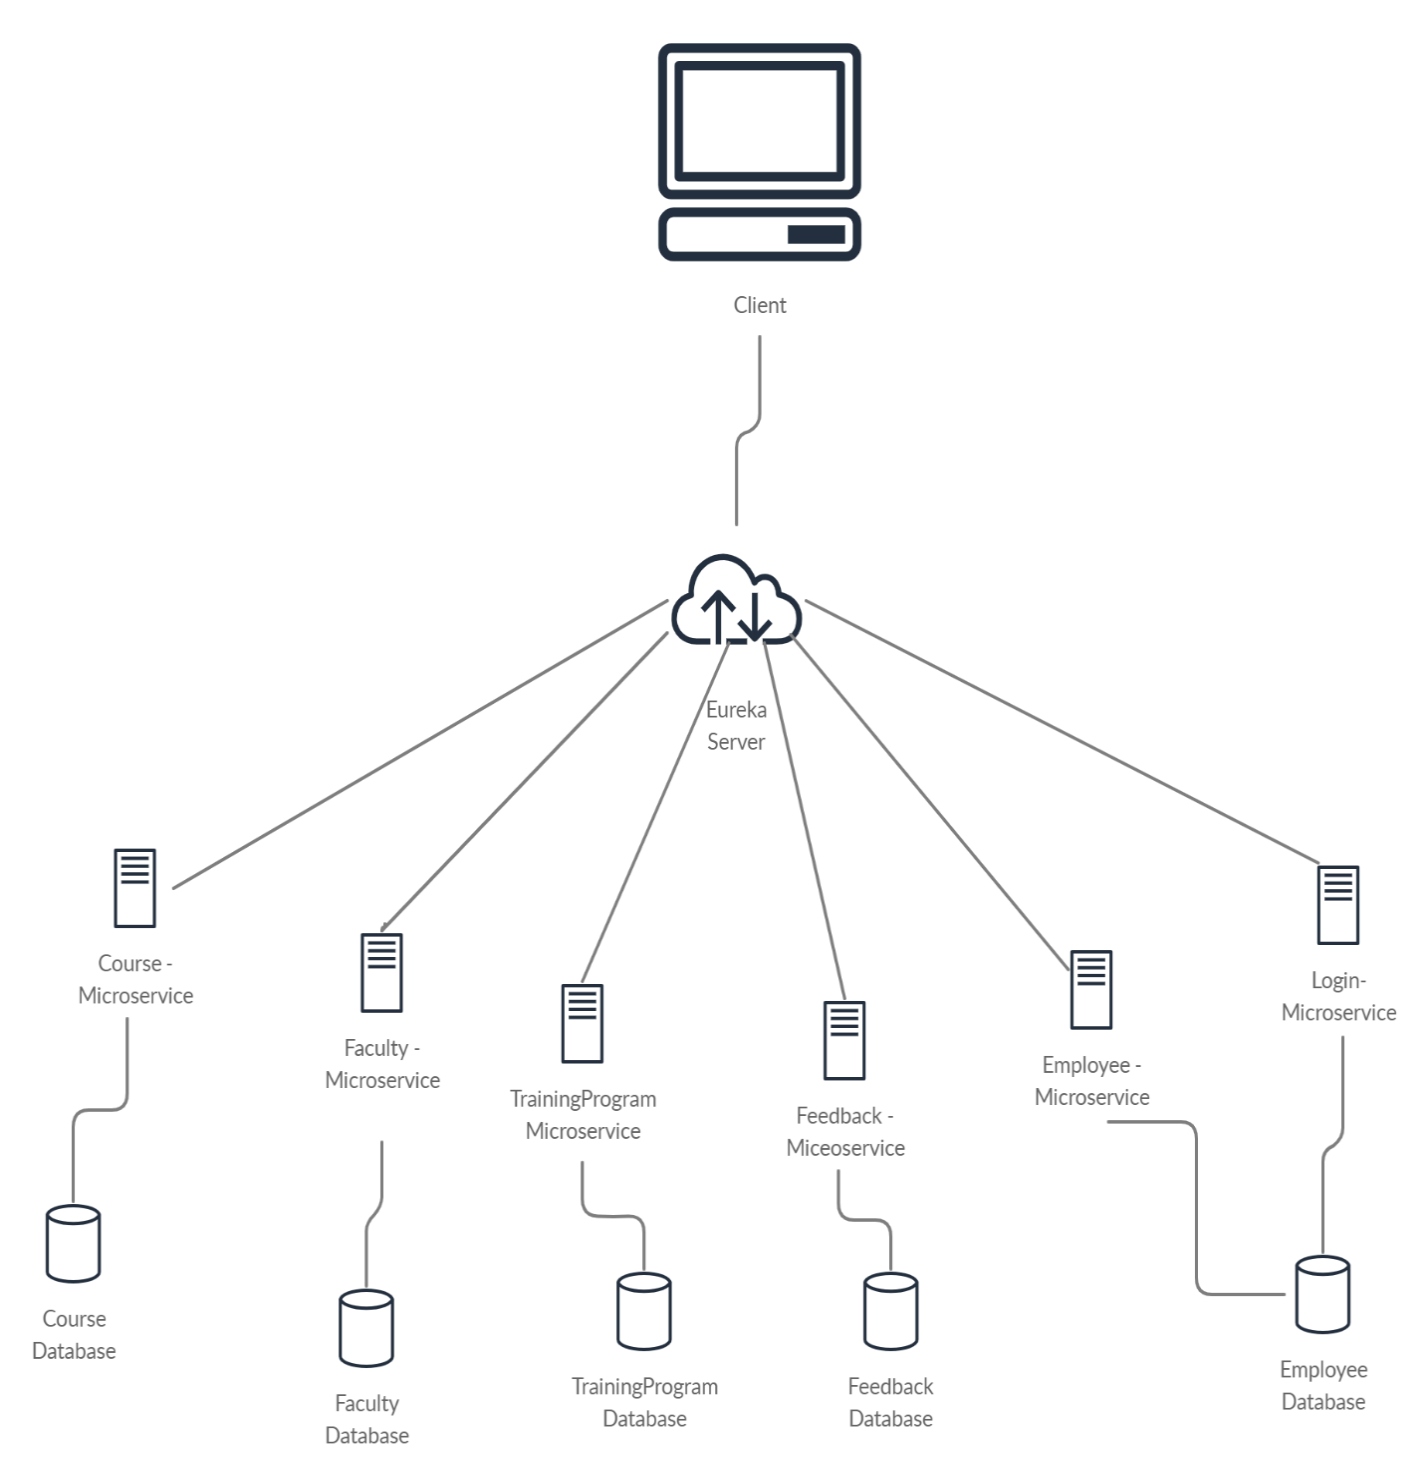 Client
Eureka
Server
Course -
Microservice
Faculty -
Microservice
TrainingProgram
Microservice
Feedback -
Miceoservice
Employee -
Microservice
Login-
Microservice
Course
Database
Faculty
Database
TrainingProgram
Database
Feedback
Database
Employee
Database